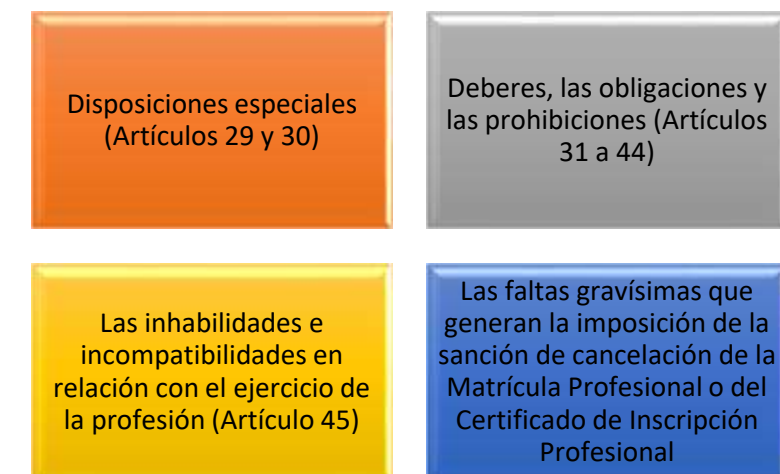 Disposiciones especiales
(Artículos 29 y 30)
Deberes, las obligaciones y
las prohibiciones (Artículos
31 a 44)
Las inhabilidades e
incompatibilidades en
relación con el ejercicio de
la profesión (Artículo 45)
Las faltas gravísimas que
generan la imposición de la
sanción de cancelación de la
Matrícula Profesional o del
Certificado de Inscripción
Profesional